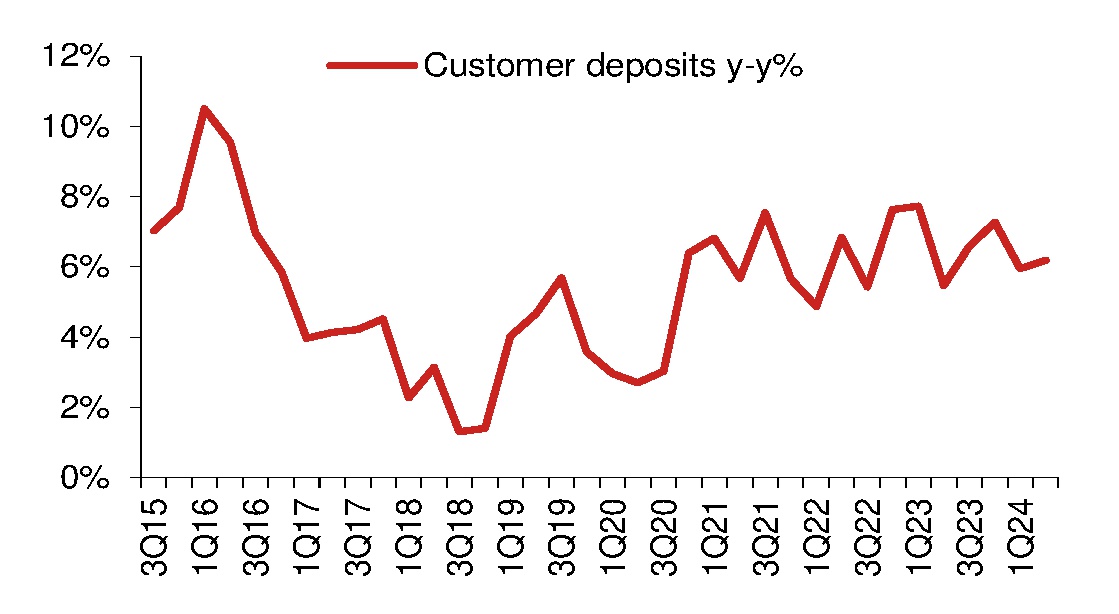 Customer deposits y-y%
12%
10%
8%
6%
4%
2%
0%
3Q15
1Q16
3Q16
1Q17
3Q17
1Q18
3Q18
1Q19
3Q19
1Q20
3Q20
1Q21
3Q21
1Q22
3Q22
1Q23
3Q23
1Q24